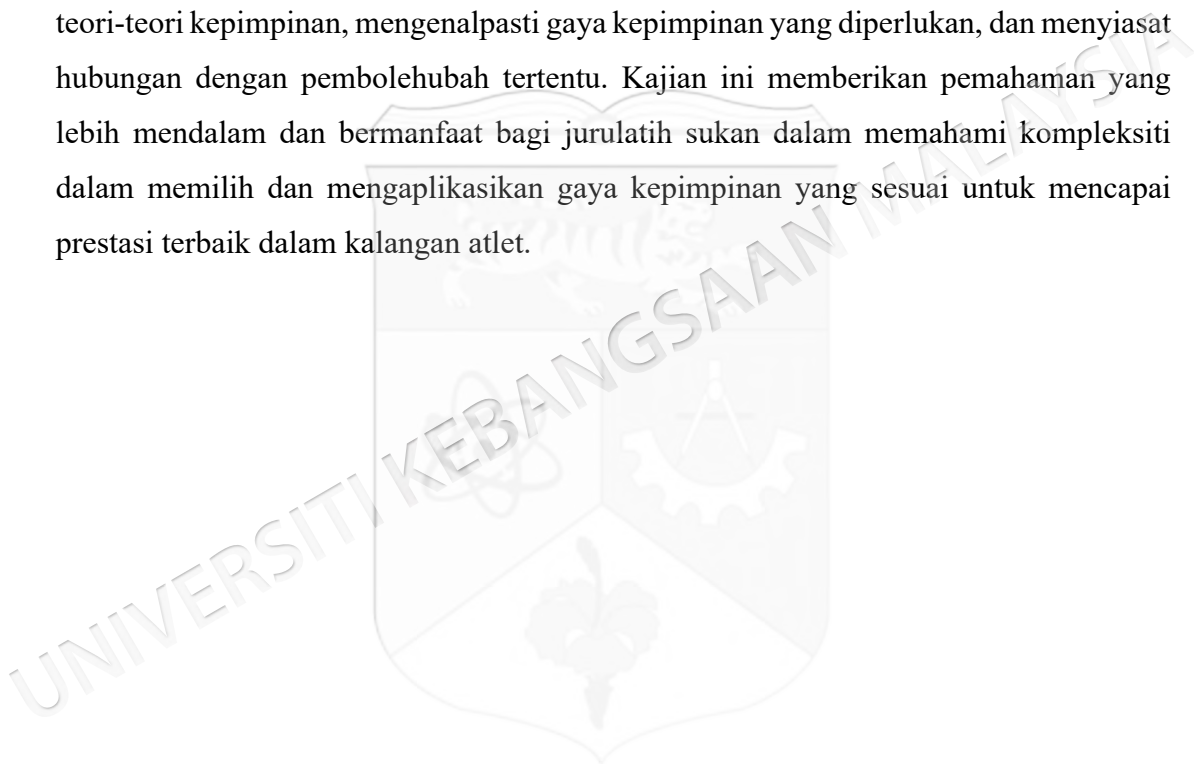 teori-teori kepimpinan, mengenalpasti gaya kepimpinan yang diperlukan, dan menyiasat
hubungan dengan pembolehubah tertentu. Kajian ini memberikan pemahaman yang
lebih mendalam dan bermanfaat bagi jurulatih sukan dalam memahami kompleksiti
dalam memilih dan mengaplikasikan gaya kepimpinan yang sesuai untuk mencapai
prestasi terbaik dalam kalangan atlet.
UNIVERSITI KEBANGSAAN MALAYSIA